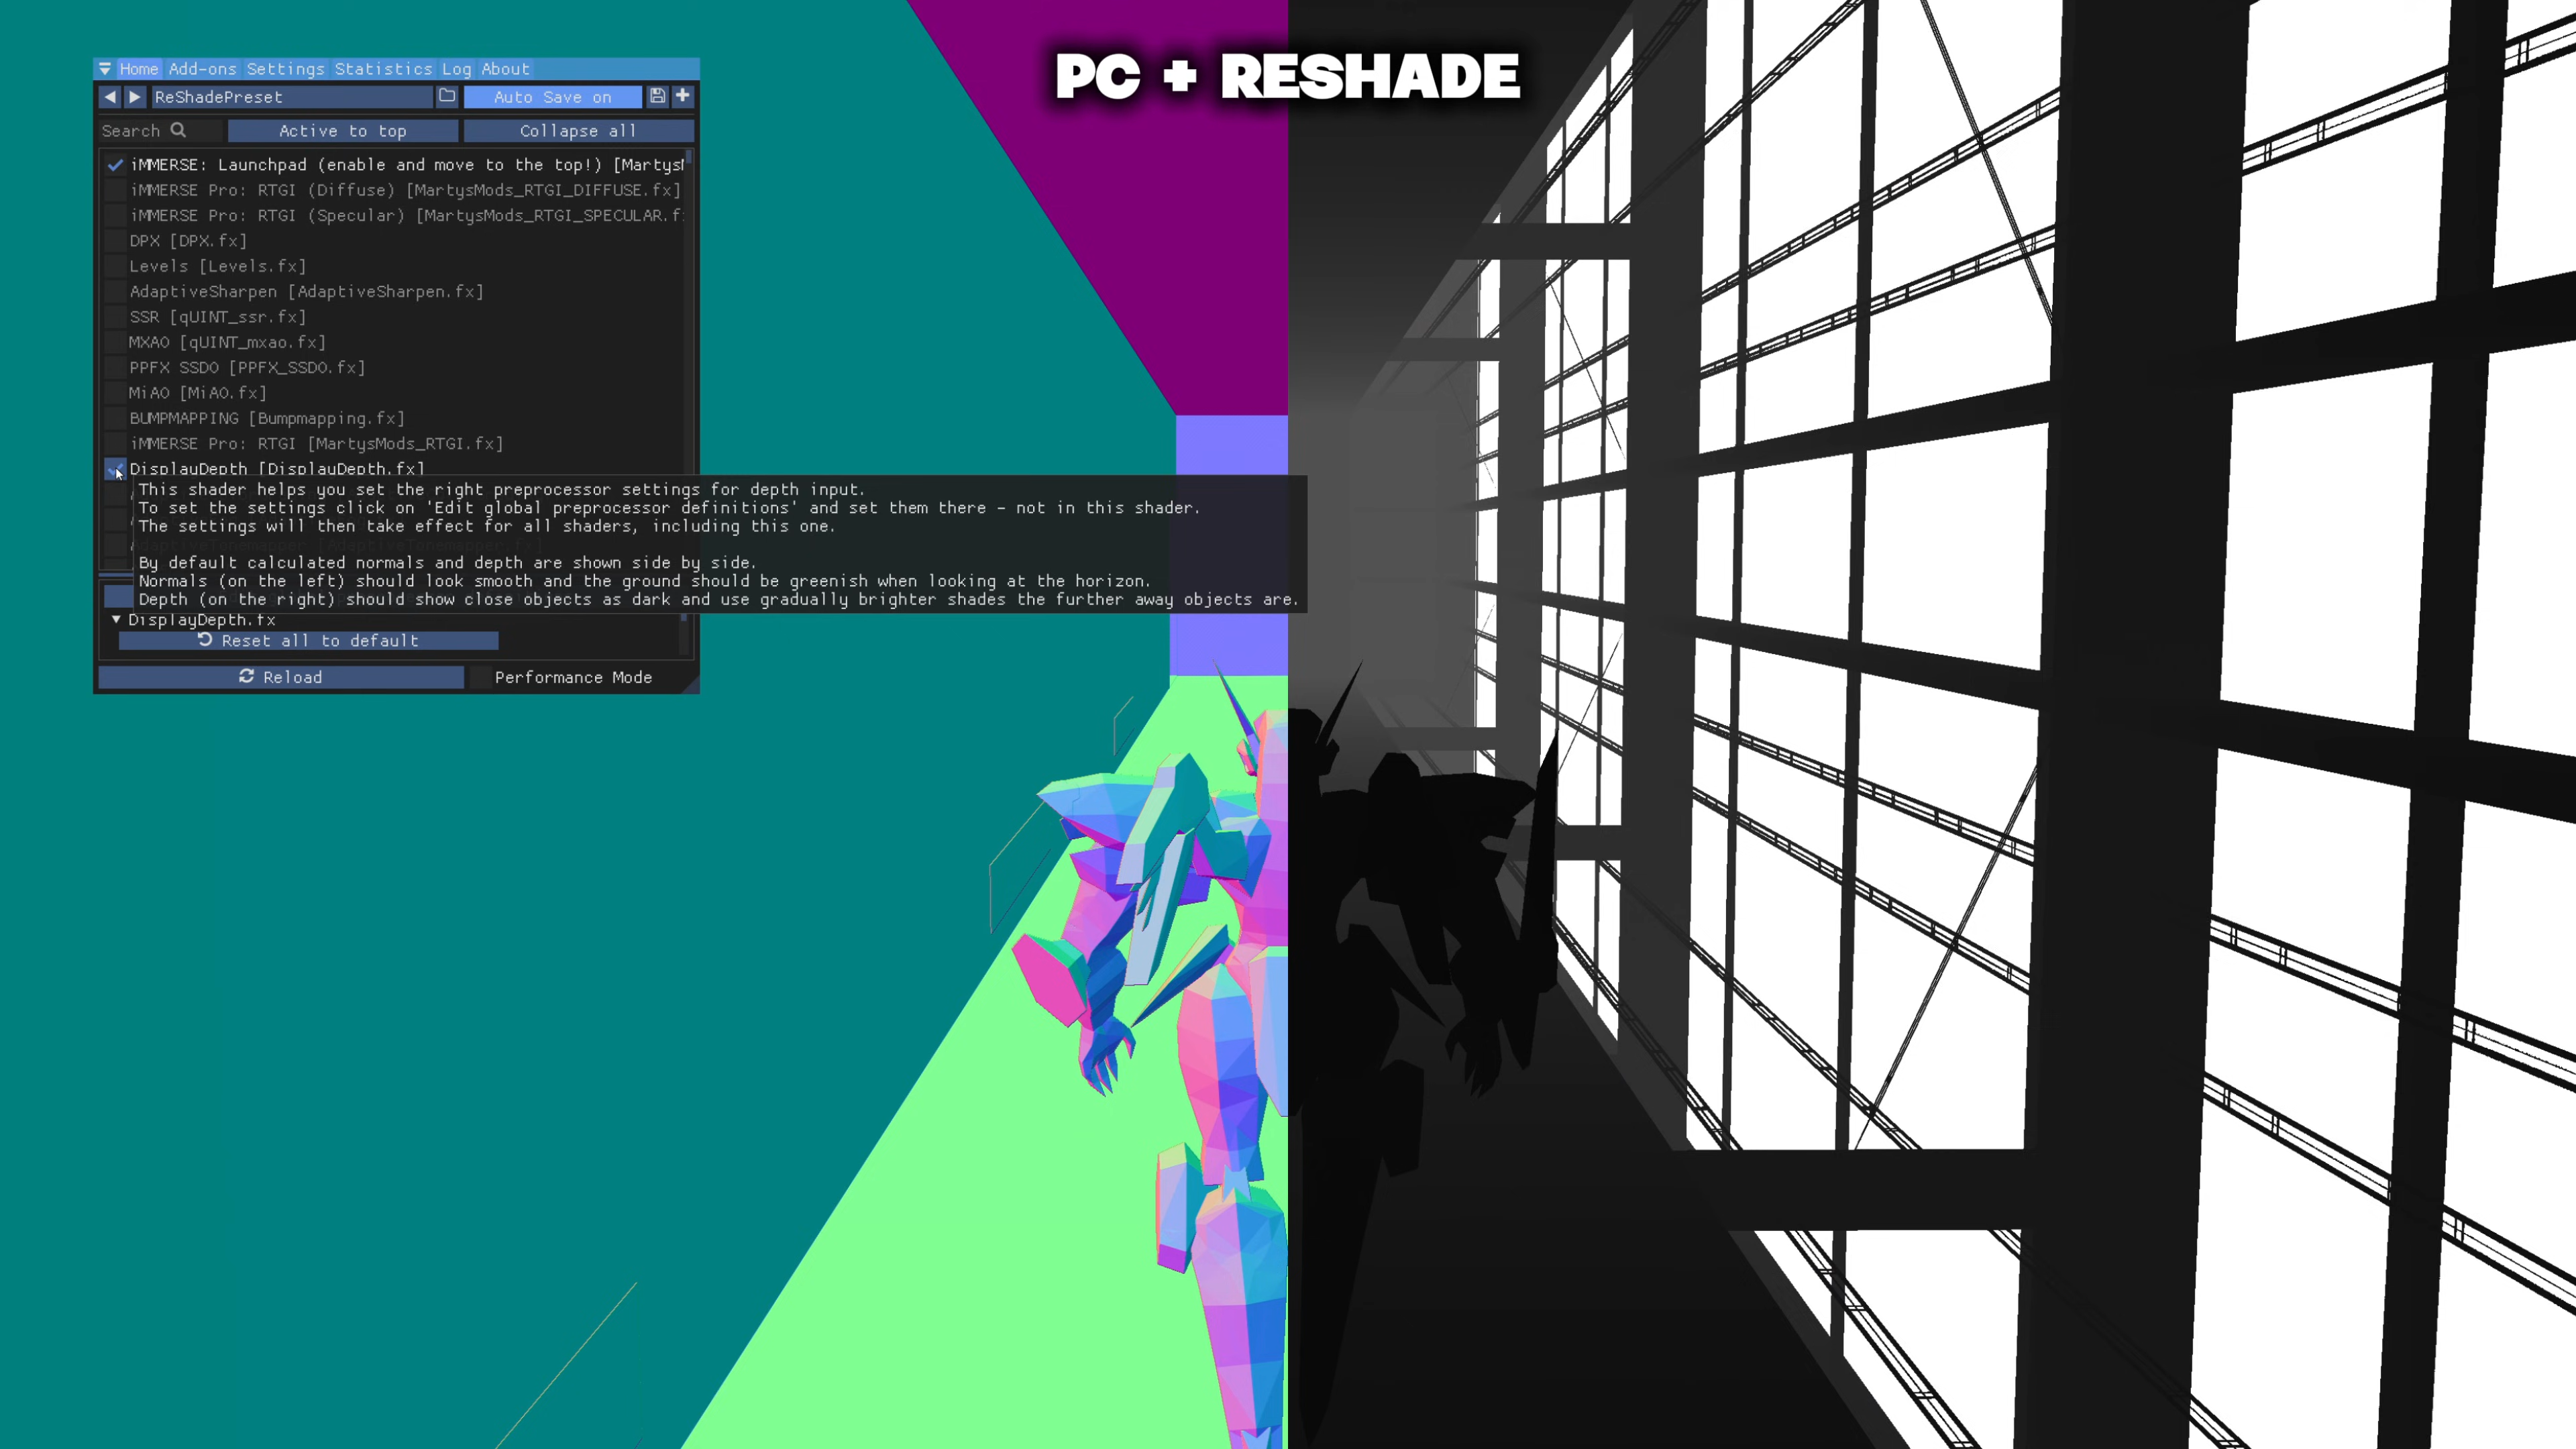 PC + RESHADE
Home Add-ons Settings Statistics Log About
ReShadePreset Auto Save on
Search Active to top Collapse all
iMMERSE: Launchpad (enable and move to the top!) [Martys
iMMERSE Pro: RTGI (Diffuse) [MartysMods_RTGI_DIFFUSE.fx]
iMMERSE Pro: RTGI (Specular) [MartysMods_RTGI_SPECULAR.f
DPX [DPX.fx]
Levels [Levels.fx]
AdaptiveSharpen [AdaptiveSharpen.fx]
SSR [qUINT_ssr.fx]
MXAO [qUINT_mxao.fx]
PPFX SSDO [PPFX_SSDO.fx]
MiAO [MiAO.fx]
BUMPMAPPING [Bumpmapping.fx]
iMMERSE Pro: RTGI [MartysMods_RTGI.fx]
DisplayDepth [DisplayDepth.fx]
This shader helps you set the right preprocessor settings for depth input.
To set the settings click on 'Edit global preprocessor definitions' and set them there - not in this shader.
The settings will then take effect for all shaders, including this one.
AdaptiveTonemapper [AdaptiveTonemapper.fx]
By default calculated normals and depth are shown side by side.
Normals (on the left) should look smooth and the ground should be greenish when looking at the horizon.
Depth (on the right) should show close objects as dark and use gradually brighter shades the further away objects are.
DisplayDepth.fx
Reset all to default
Reload Performance Mode